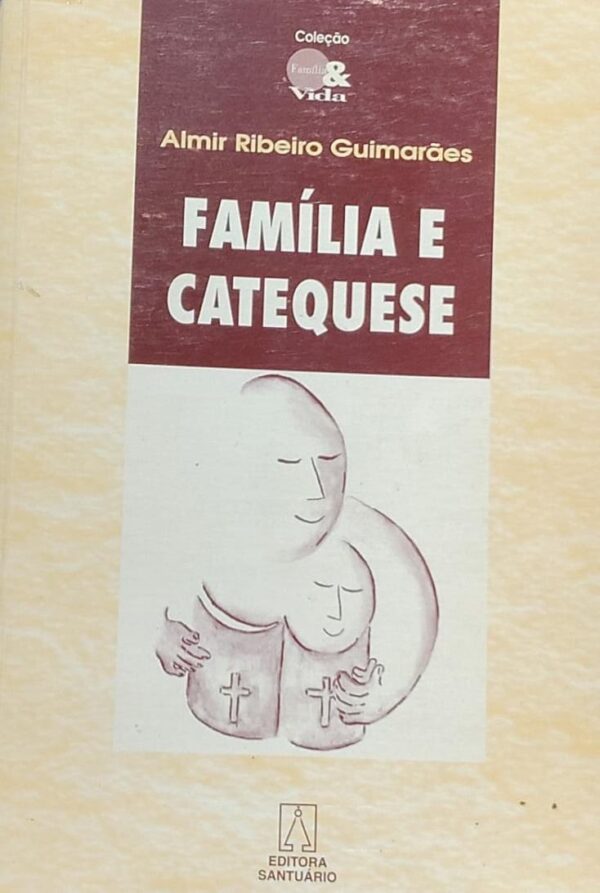 Coleção
Família &
Vida
Almir Ribeiro Guimarães
FAMÍLIA E
CATEQUESE
EDITORA
SANTUÁRIO